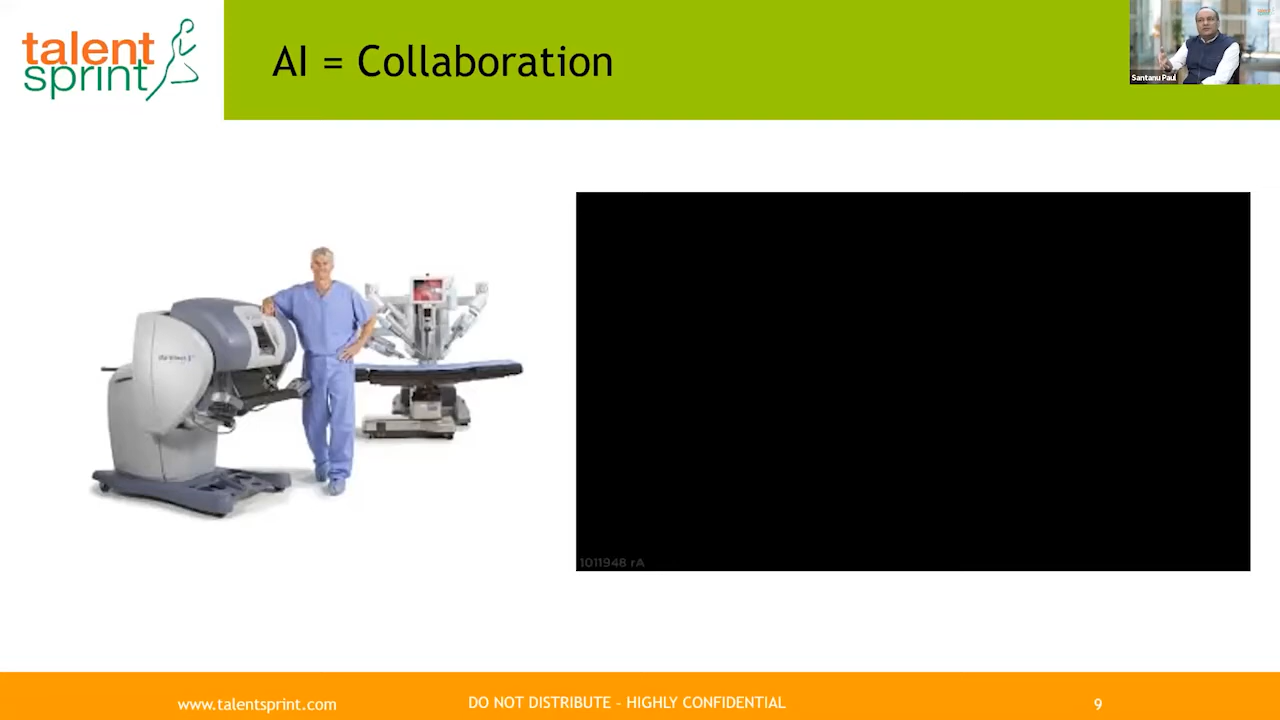 talent
sprint
AI = Collaboration
Santanu Paul
1011948 rA
www.talentsprint.com
DO NOT DISTRIBUTE - HIGHLY CONFIDENTIAL
9